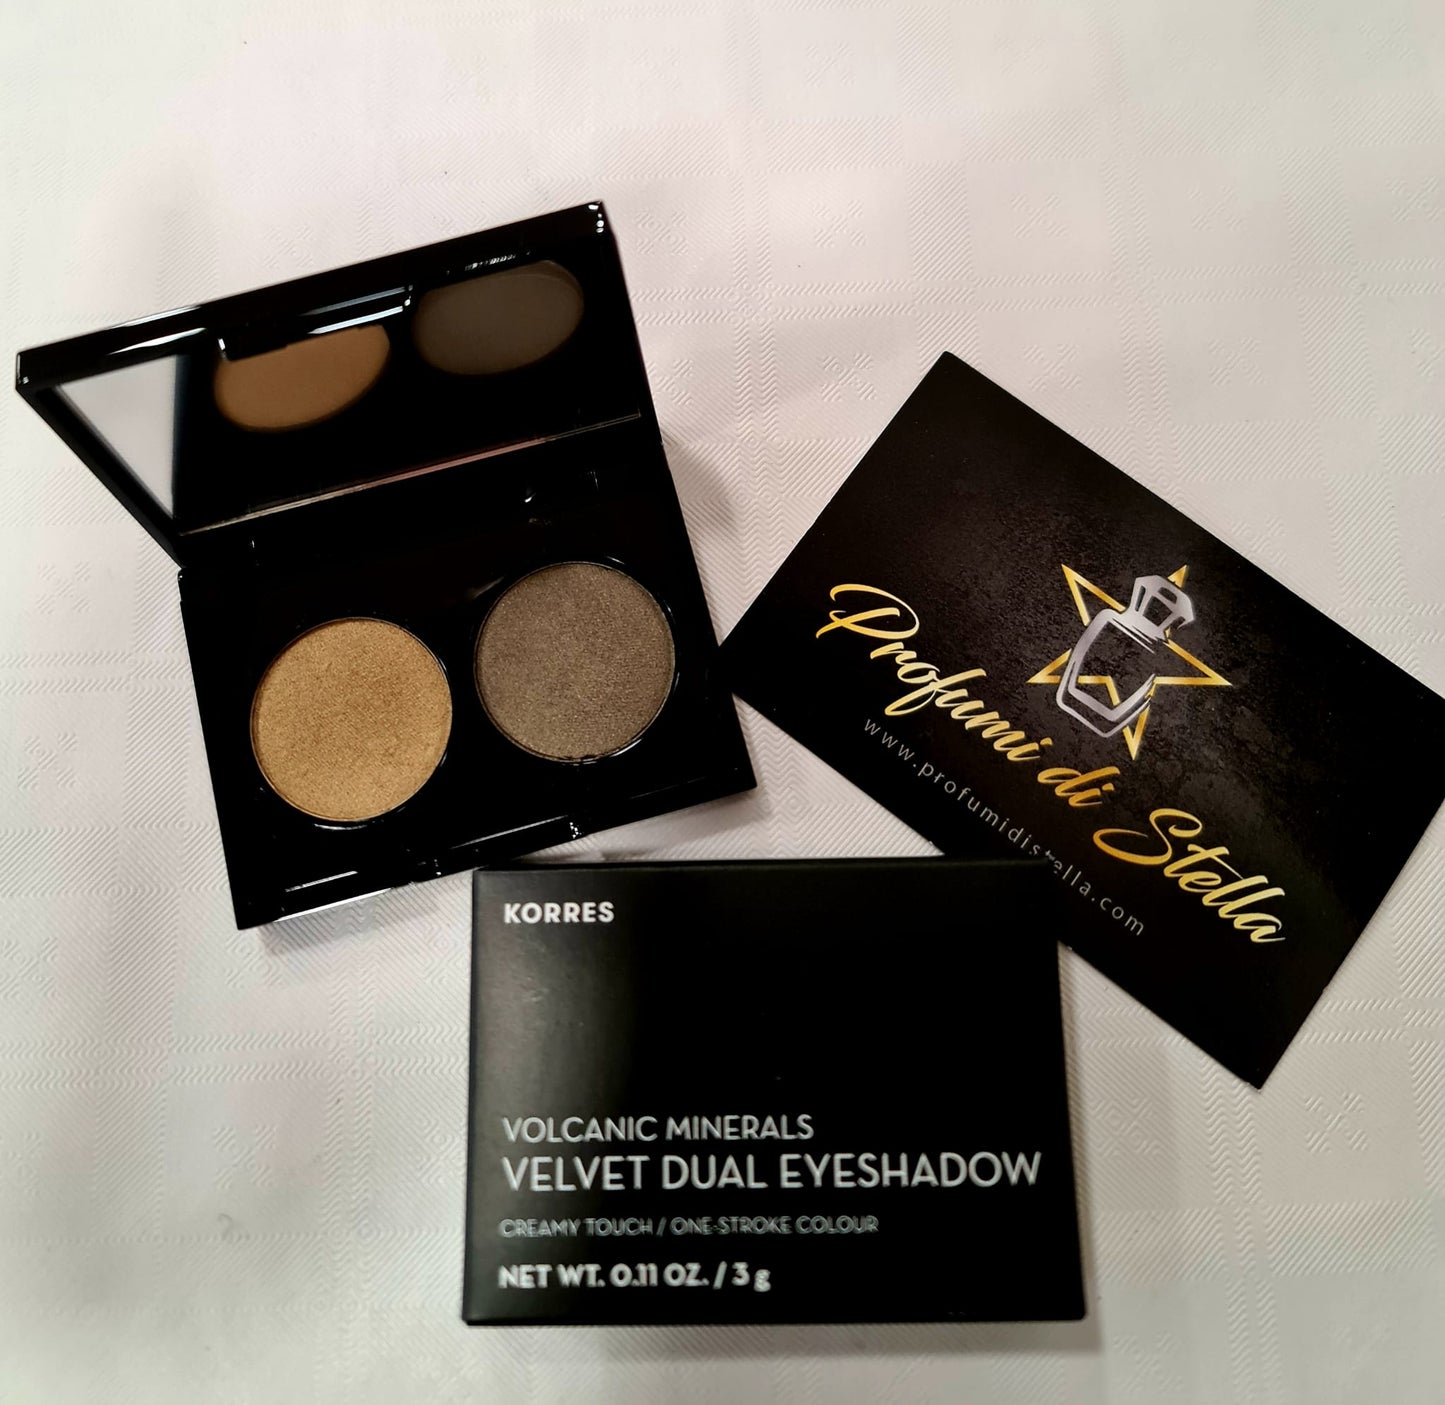 Profumi di Stella
www.profumidistella.com
KORRES
VOLCANIC MINERALS
VELVET DUAL EYESHADOW
CREAMY TOUCH / ONE-STROKE COLOUR
NET WT. 0.11 OZ. / 3 g